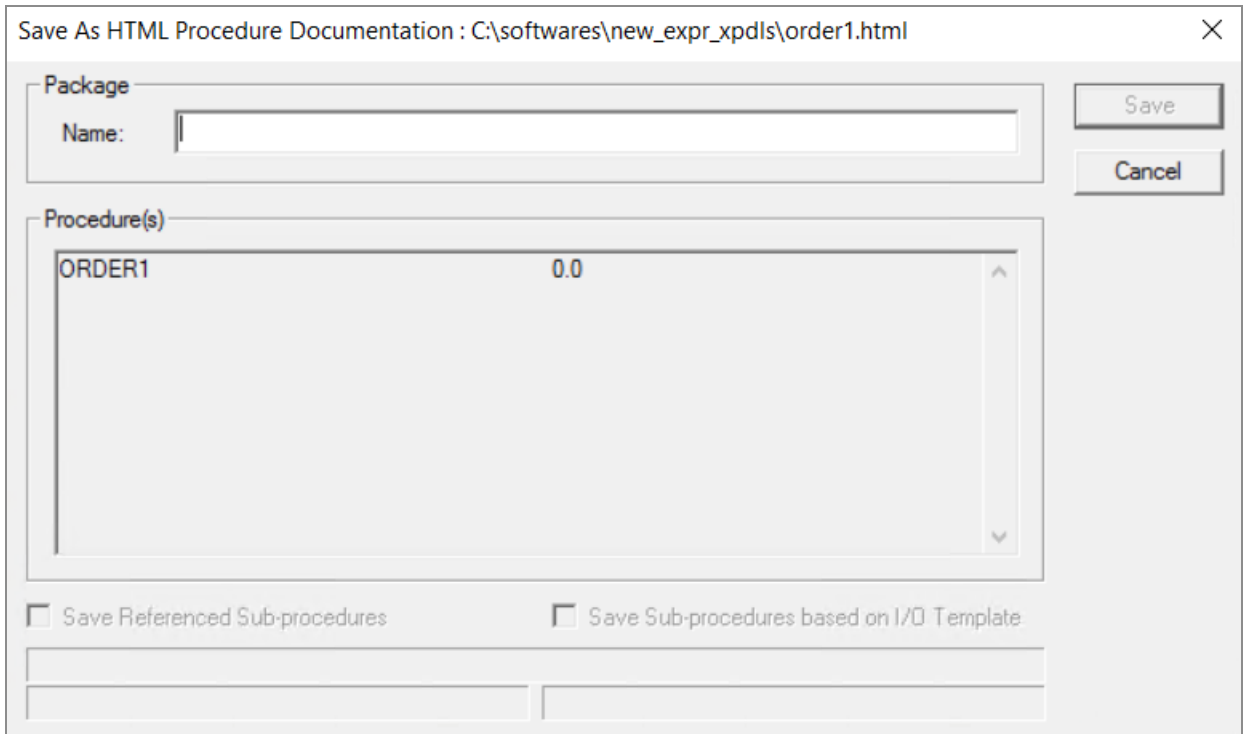 Save As HTML Procedure Documentation : C:\softwares\new_expr_xpdls\order1.html
Package
Name:
Save
Cancel
Procedure(s)
ORDER1 0.0
Save Referenced Sub-procedures
Save Sub-procedures based on I/O Template